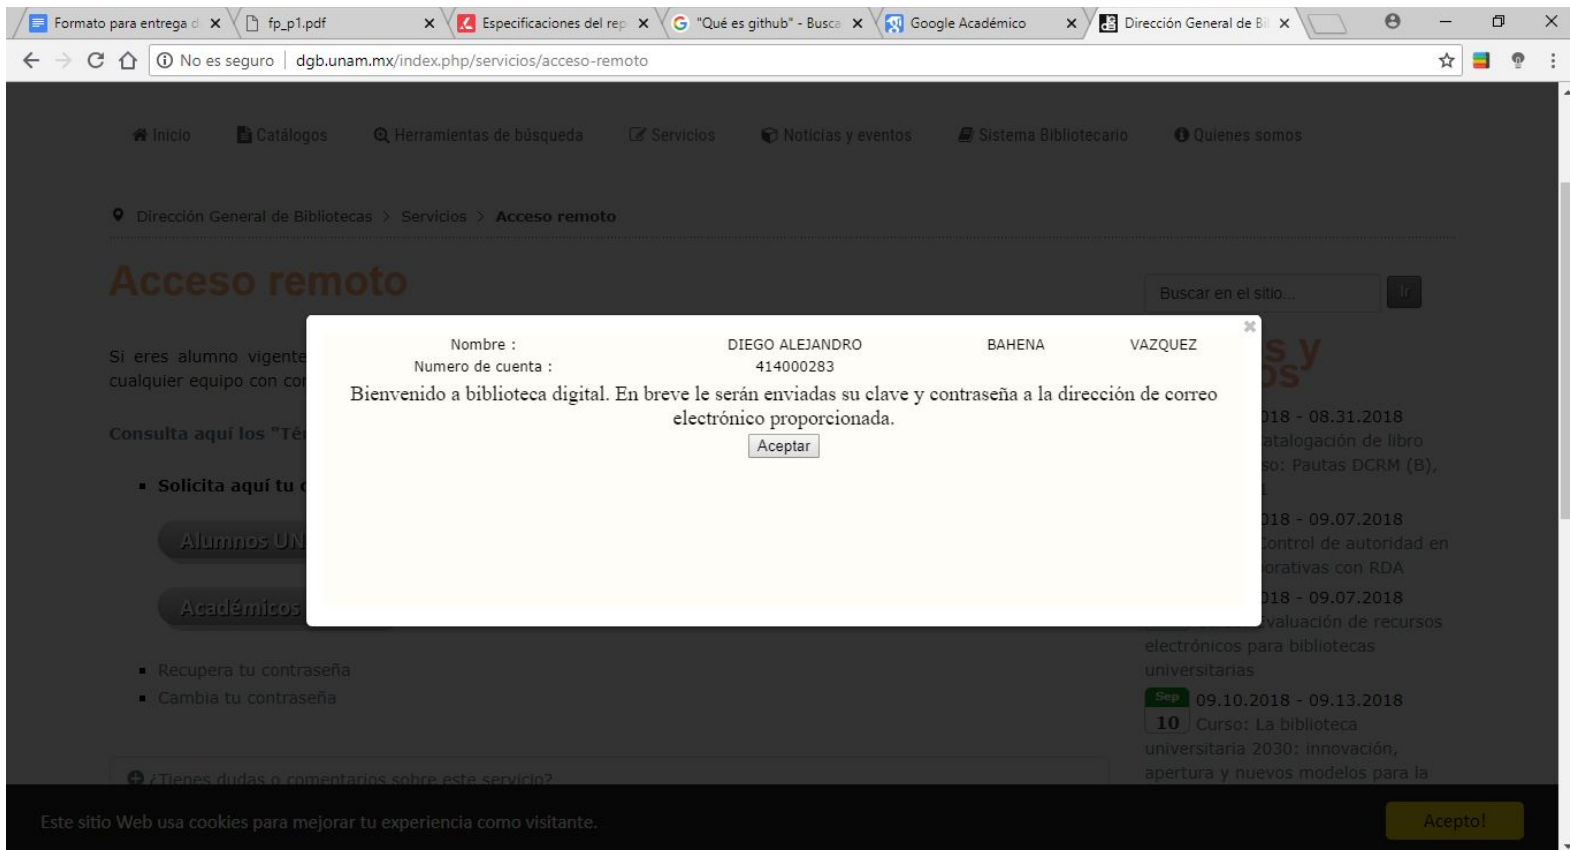 Formato para entrega d
fp_p1.pdf
Especificaciones del rep
"Qué es github" - Busca
Google Académico
Dirección General de Bi
No es seguro | dgb.unam.mx/index.php/servicios/acceso-remoto
Inicio
Catálogos
Herramientas de búsqueda
Servicios
Noticias y eventos
Sistema Bibliotecario
Quienes somos
Dirección General de Bibliotecas > Servicios > Acceso remoto
Acceso remoto
Buscar en el sitio...
Ir
Si eres alumno vigente
cualquier equipo con con
Consulta aquí los "Tér
Solicita aquí tu c
Alumnos UN
Académicos
Recupera tu contraseña
Cambia tu contraseña
¿Tienes dudas o comentarios sobre este servicio?
Nombre : DIEGO ALEJANDRO BAHENA VAZQUEZ
Numero de cuenta : 414000283
Bienvenido a biblioteca digital. En breve le serán enviadas su clave y contraseña a la dirección de correo
electrónico proporcionada.
Aceptar
s y
os
018 - 08.31.2018
atalogación de libro
so: Pautas DCRM (B),
018 - 09.07.2018
Control de autoridad en
orativas con RDA
018 - 09.07.2018
valuación de recursos
electrónicos para bibliotecas
universitarias
Sep
10
09.10.2018 - 09.13.2018
Curso: La biblioteca
universitaria 2030: innovación,
apertura y nuevos modelos para la
Este sitio Web usa cookies para mejorar tu experiencia como visitante.
Acepto!